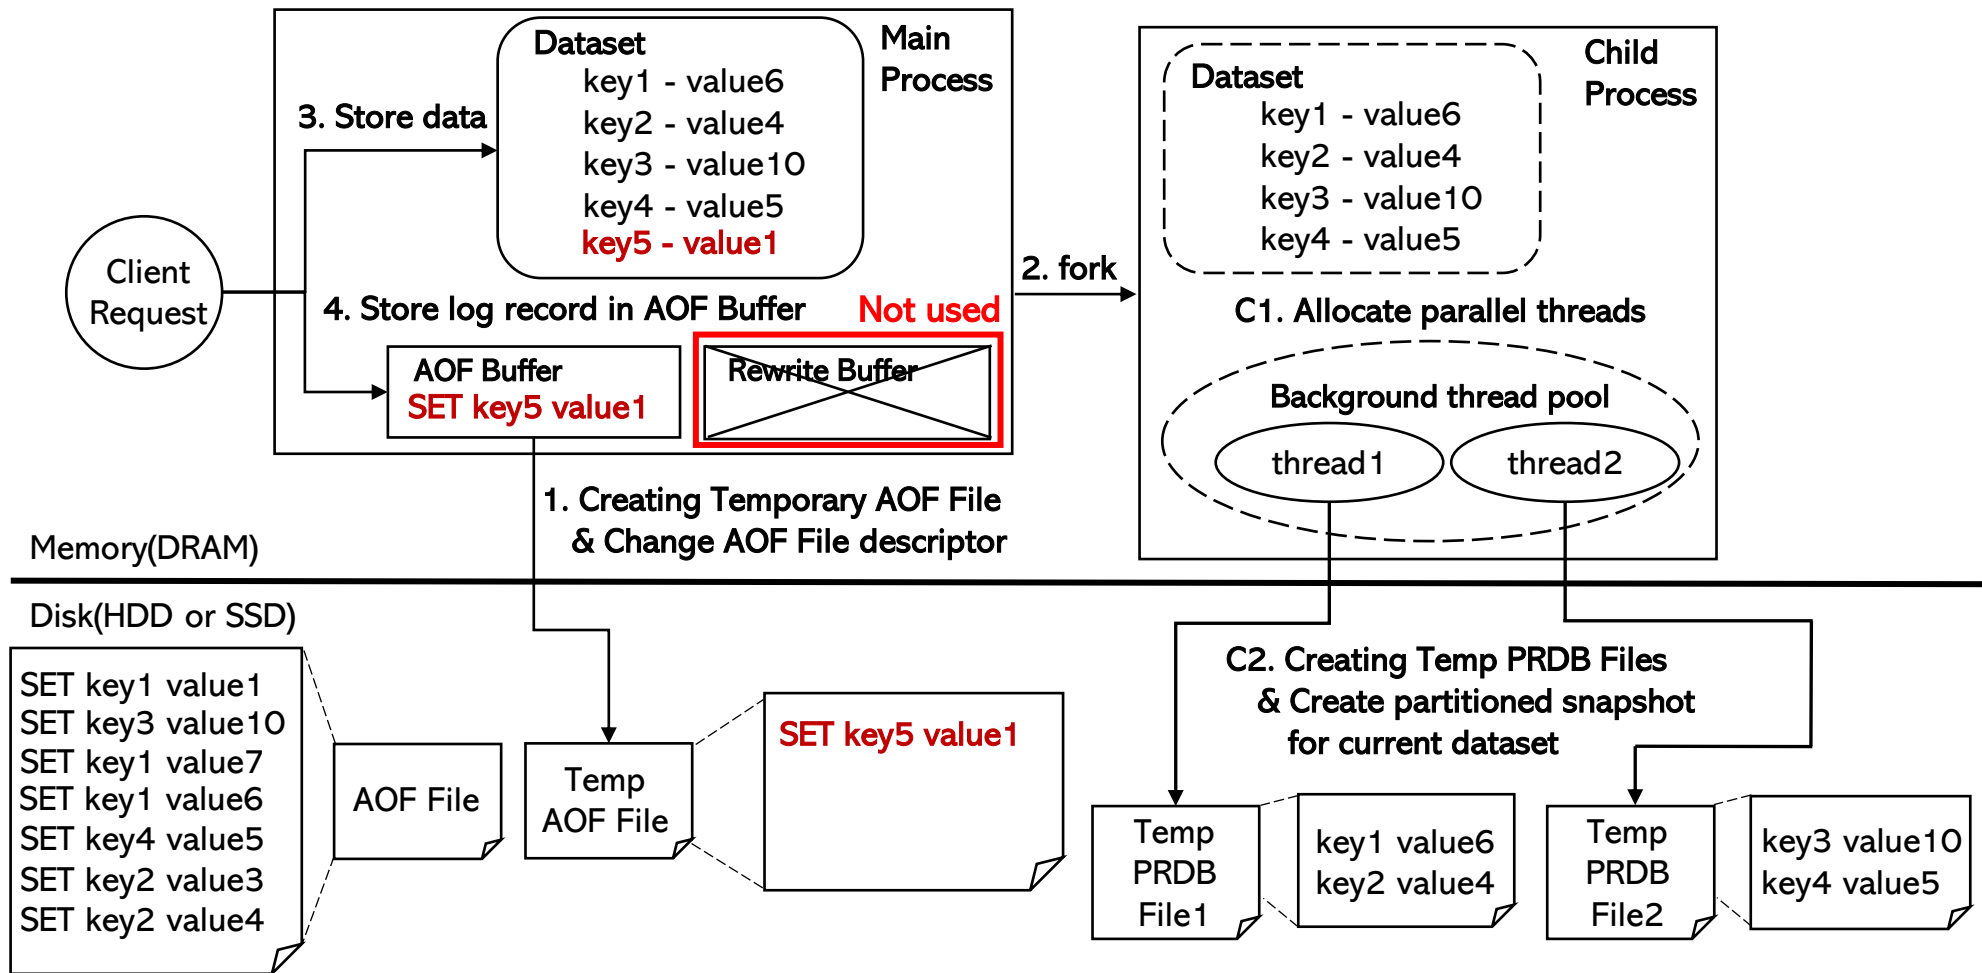 Dataset
key1 - value6
key2 - value4
key3 - value10
key4 - value5
key5 - value1
Main
Process
3. Store data
Client
Request
4. Store log record in AOF Buffer
Not used
AOF Buffer
SET key5 value1
Rewrite Buffer
2. fork
Child
Process
Dataset
key1 - value6
key2 - value4
key3 - value10
key4 - value5
C1. Allocate parallel threads
Background thread pool
thread1
thread2
1. Creating Temporary AOF File
& Change AOF File descriptor
Memory(DRAM)
Disk(HDD or SSD)
SET key1 value1
SET key3 value10
SET key1 value7
SET key1 value6
SET key4 value5
SET key2 value3
SET key2 value4
AOF File
Temp
AOF File
SET key5 value1
C2. Creating Temp PRDB Files
& Create partitioned snapshot
for current dataset
Temp
PRDB
File1
key1 value6
key2 value4
Temp
PRDB
File2
key3 value10
key4 value5